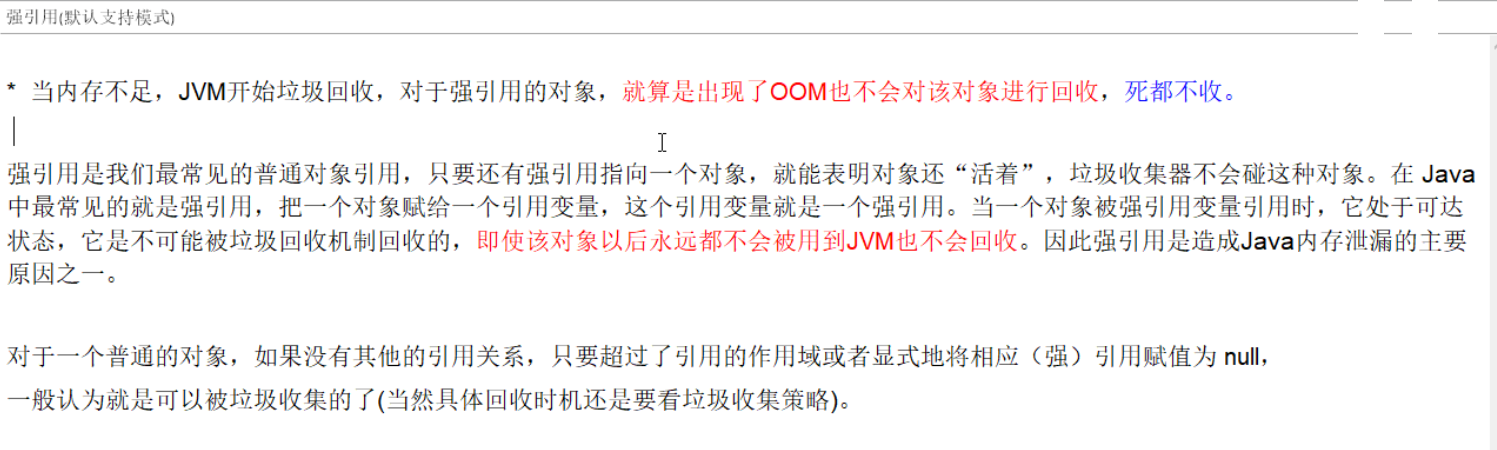 强引用(默认支持模式)
* 当内存不足，JVM开始垃圾回收，对于强引用的对象，就算是出现了OOM也不会对该对象进行回收，死都不收。
强引用是我们最常见的普通对象引用，只要还有强引用指向一个对象，就能表明对象还“活着”，垃圾收集器不会碰这种对象。在 Java
中最常见的就是强引用，把一个对象赋给一个引用变量，这个引用变量就是一个强引用。当一个对象被强引用变量引用时，它处于可达
状态，它是不可能被垃圾回收机制回收的，即使该对象以后永远都不会被用到JVM也不会回收。因此强引用是造成Java内存泄漏的主要
原因之一。
对于一个普通的对象，如果没有其他的引用关系，只要超过了引用的作用域或者显式地将相应（强）引用赋值为 null，
一般认为就是可以被垃圾收集的了(当然具体回收时机还是要看垃圾收集策略)。